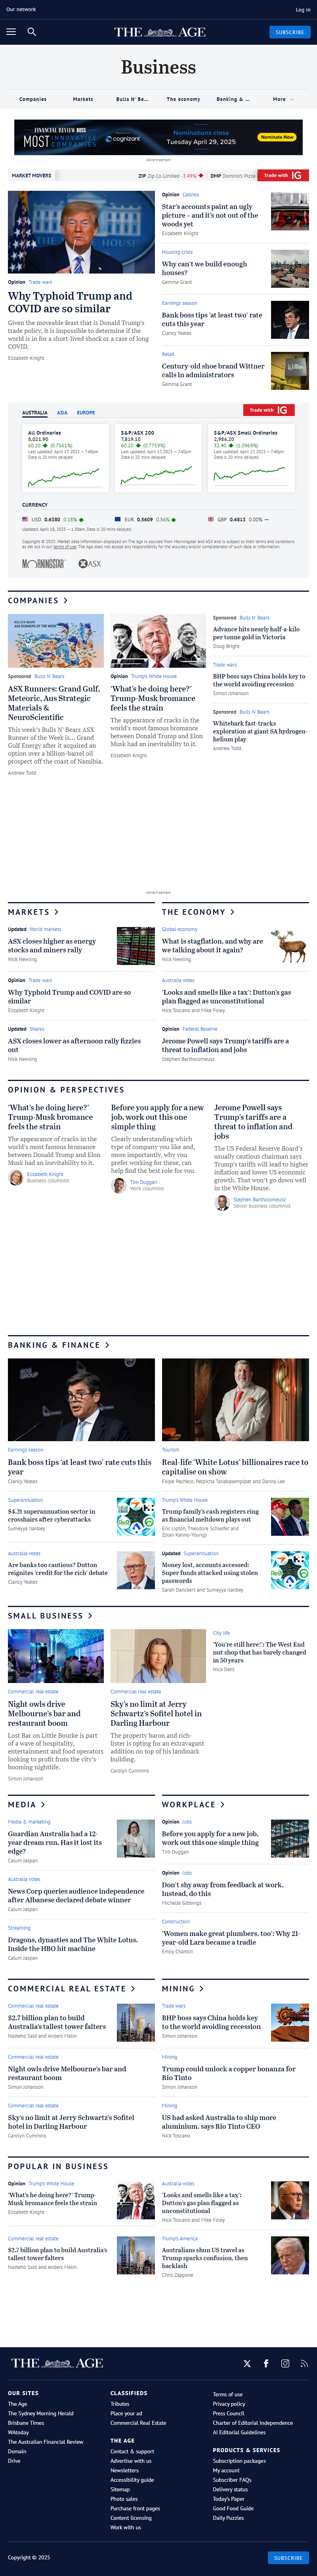 Our network
Log in
THE AGE
SUBSCRIBE
Business
Companies
Markets
Bulls N' Be...
The economy
Banking & ...
More
FINANCIAL REVIEW BOSS
MOST INNOVATIVE COMPANIES
cognizant
Nominations close
Tuesday April 29, 2025
Nominate Now
Advertisement
MARKET MOVERS
ZIP Zip Co Limited -3.43%
DMP Domino's Pizza
Trade with IG
Opinion Trade wars
Why Typhoid Trump and
COVID are so similar
Given the moveable feast that is Donald Trump's
trade policy, it is impossible to determine if the
world is in for a short-lived shock or a case of long
COVID.
Elizabeth Knight
Opinion Casinos
Star's accounts paint an ugly
picture – and it's not out of the
woods yet
Elizabeth Knight
Housing crisis
Why can't we build enough
houses?
Gemma Grant
Earnings season
Bank boss tips 'at least two' rate
cuts this year
Clancy Yeates
Retail
Century-old shoe brand Wittner
calls in administrators
Gemma Grant
AUSTRALIA
ASIA
EUROPE
Trade with IG
All Ordinaries
8,021.90
60.20 (0.7561%)
Last updated: April 17, 2025 — 7.40pm
Data is 20 mins delayed.
S&P/ASX 200
7,819.10
60.20 (0.7759%)
Last updated: April 17, 2025 — 7.40pm
Data is 20 mins delayed.
S&P/ASX Small Ordinaries
2,986.20
32.40 (1.0969%)
Last updated: April 17, 2025 — 7.40pm
Data is 20 mins delayed.
CURRENCY
USD 0.6380 0.18%
EUR 0.5609 0.36%
GBP 0.4813 0.00%
Last updated: April 18, 2025 — 1.59am. Data is 20 mins delayed.
Copyright © 2025. Market data information displayed on The Age is sourced from Morningstar and ASX and is subject to their terms and conditions
as set out in our terms of use. The Age does not accept any responsibility for the accuracy and/or completeness of such data or information.
MORNINGSTAR
ASX
COMPANIES
Sponsored Bulls N' Bears
ASX Runners: Grand Gulf,
Meteoric, Aus Strategic
Materials &
NeuroScientific
This week's Bulls N' Bears ASX
Runner of the Week is… Grand
Gulf Energy after it acquired an
option over a billion-barrel oil
prospect off the coast of Namibia.
Andrew Todd
Opinion Trump's White House
'What's he doing here?'
Trump-Musk bromance
feels the strain
The appearance of cracks in the
world's most famous bromance
between Donald Trump and Elon
Musk had an inevitability to it.
Elizabeth Knight
Sponsored Bulls N' Bears
Advance hits nearly half-a-kilo
per tonne gold in Victoria
Doug Bright
Trade wars
BHP boss says China holds key to
the world avoiding recession
Simon Johanson
Sponsored Bulls N' Bears
Whitebark fast-tracks
exploration at giant SA hydrogen-
helium play
Andrew Todd
Advertisement
MARKETS
Updated World markets
ASX closes higher as energy
stocks and miners rally
Nick Newling
Opinion Trade wars
Why Typhoid Trump and COVID are so
similar
Elizabeth Knight
Updated Shares
ASX closes lower as afternoon rally fizzles
out
Nick Newling
THE ECONOMY
Global economy
What is stagflation, and why are
we talking about it again?
Nick Newling
Australia votes
'Looks and smells like a tax': Dutton's gas
plan flagged as unconstitutional
Nick Toscano and Mike Foley
Opinion Federal Reserve
Jerome Powell says Trump's tariffs are a
threat to inflation and jobs
Stephen Bartholomeusz
OPINION & PERSPECTIVES
'What's he doing here?'
Trump-Musk bromance
feels the strain
The appearance of cracks in the
world's most famous bromance
between Donald Trump and Elon
Musk had an inevitability to it.
Elizabeth Knight
Business columnist
Before you apply for a new
job, work out this one
simple thing
Clearly understanding which
type of company you like and,
more importantly, why you
prefer working for these, can
help find the best role for you.
Tim Duggan
Work columnist
Jerome Powell says
Trump's tariffs are a
threat to inflation and
jobs
The US Federal Reserve Board's
usually cautious chairman says
Trump's tariffs will lead to higher
inflation and lower US economic
growth. That won't go down well
in the White House.
Stephen Bartholomeusz
Senior business columnist
BANKING & FINANCE
Earnings season
Bank boss tips 'at least two' rate cuts this
year
Clancy Yeates
Tourism
Real-life 'White Lotus' billionaires race to
capitalise on show
Filipe Pacheco, Patpicha Tanakasempipat and Danny Lee
Superannuation
$4.2t superannuation sector in
crosshairs after cyberattacks
Sumeyya Ilanbey
Trump's White House
Trump family's cash registers ring
as financial meltdown plays out
Eric Lipton, Theodore Schleifer and
Zolan Kanno-Youngs
Australia votes
Are banks too cautious? Dutton
reignites 'credit for the rich' debate
Clancy Yeates
Updated Superannuation
Money lost, accounts accessed:
Super funds attacked using stolen
passwords
Sarah Danckert and Sumeyya Ilanbey
SMALL BUSINESS
Commercial real estate
Night owls drive
Melbourne's bar and
restaurant boom
Lost Bar on Little Bourke is part
of a wave of hospitality,
entertainment and food operators
looking to profit from the city's
booming nightlife.
Simon Johanson
Commercial real estate
Sky's no limit at Jerry
Schwartz's Sofitel hotel in
Darling Harbour
The property baron and rich-
lister is opting for an extravagant
addition on top of his landmark
building.
Carolyn Cummins
City life
'You're still here?': The West End
nut shop that has barely changed
in 50 years
Nick Dent
MEDIA
Media & marketing
Guardian Australia had a 12-
year dream run. Has it lost its
edge?
Calum Jaspan
Australia votes
News Corp queries audience independence
after Albanese declared debate winner
Calum Jaspan
Streaming
Dragons, dynasties and The White Lotus.
Inside the HBO hit machine
Calum Jaspan
WORKPLACE
Opinion Jobs
Before you apply for a new job,
work out this one simple thing
Tim Duggan
Opinion Jobs
Don't shy away from feedback at work.
Instead, do this
Michelle Gibbings
Construction
'Women make great plumbers, too': Why 21-
year-old Lara became a tradie
Emily Chantiri
COMMERCIAL REAL ESTATE
Commercial real estate
$2.7 billion plan to build
Australia's tallest tower falters
Nadeho Said and Anders Melin
Commercial real estate
Night owls drive Melbourne's bar and
restaurant boom
Simon Johanson
Commercial real estate
Sky's no limit at Jerry Schwartz's Sofitel
hotel in Darling Harbour
Carolyn Cummins
MINING
Trade wars
BHP boss says China holds key
to the world avoiding recession
Simon Johanson
Mining
Trump could unlock a copper bonanza for
Rio Tinto
Simon Johanson
Mining
US had asked Australia to ship more
aluminium, says Rio Tinto CEO
Nick Toscano
POPULAR IN BUSINESS
Opinion Trump's White House
'What's he doing here?' Trump-
Musk bromance feels the strain
Elizabeth Knight
Australia votes
'Looks and smells like a tax':
Dutton's gas plan flagged as
unconstitutional
Nick Toscano and Mike Foley
Commercial real estate
$2.7 billion plan to build Australia's
tallest tower falters
Nadeho Said and Anders Melin
Trump's America
Australians shun US travel as
Trump sparks confusion, then
backlash
Chris Zappone
THE AGE
OUR SITES
The Age
The Sydney Morning Herald
Brisbane Times
WAtoday
The Australian Financial Review
Domain
Drive
CLASSIFIEDS
Tributes
Place your ad
Commercial Real Estate
THE AGE
Contact & support
Advertise with us
Newsletters
Accessibility guide
Sitemap
Photo sales
Purchase front pages
Content licensing
Work with us
Terms of use
Privacy policy
Press Council
Charter of Editorial Independence
AI Editorial Guidelines
PRODUCTS & SERVICES
Subscription packages
My account
Subscriber FAQs
Delivery status
Today's Paper
Good Food Guide
Daily Puzzles
Copyright © 2025
SUBSCRIBE